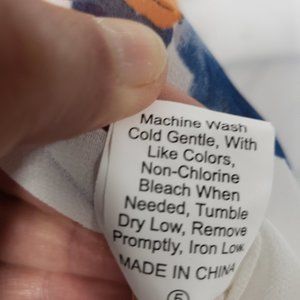 Machine Wash
Cold Gentle, With
Like Colors,
Non-Chlorine
Bleach When
Needed, Tumble
Dry Low, Remove
Promptly, Iron Low.
MADE IN CHINA